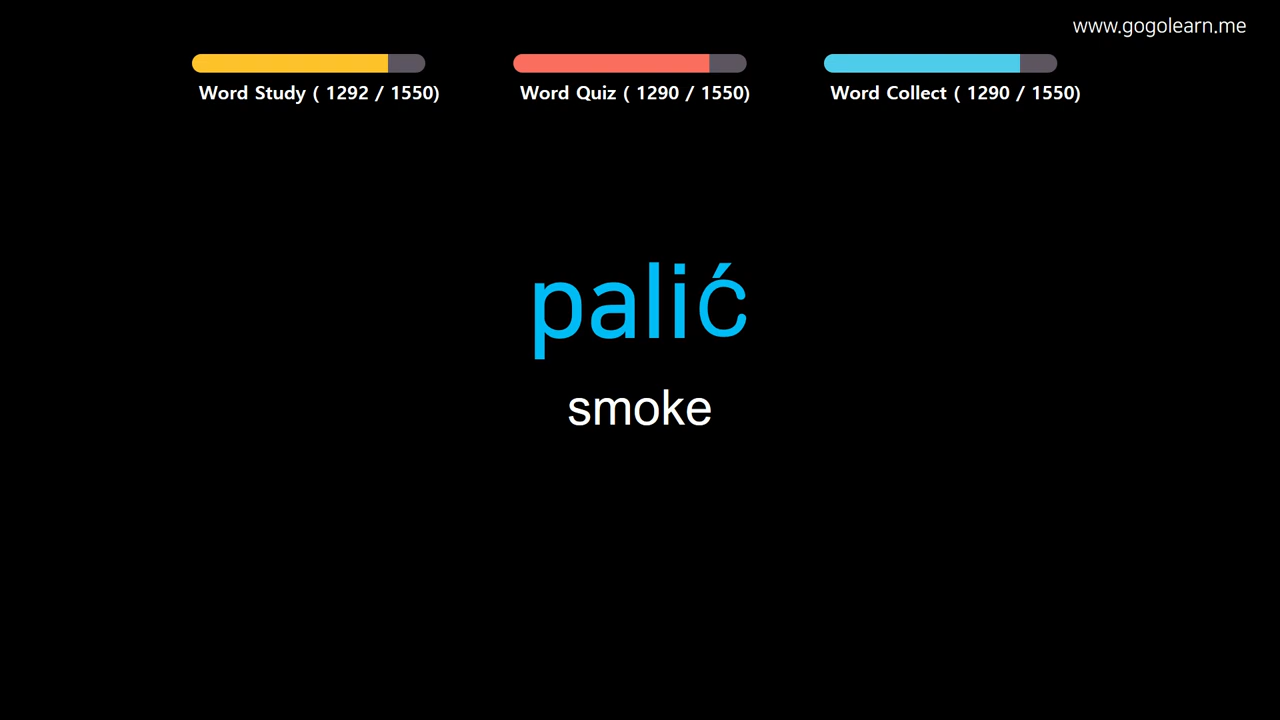 www.gogolearn.me
Word Study ( 1292 / 1550)
Word Quiz ( 1290 / 1550)
Word Collect ( 1290 / 1550)
palić
smoke